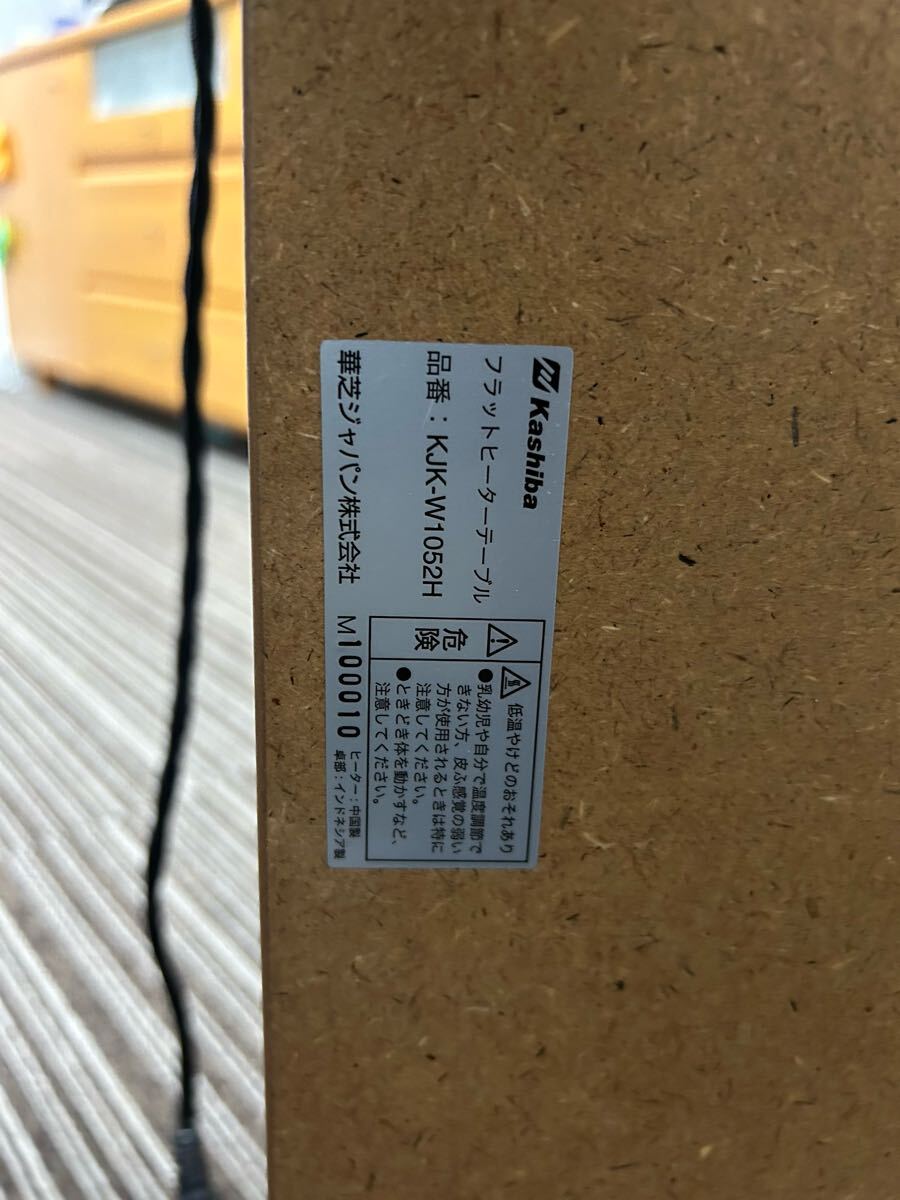 Kashiba
フラットヒーターテーブル
品番：KJK-W1052H
華芝ジャパン株式会社
M100010
危険
低温やけどのおそれあり
●乳幼児や自分で温度調節で
きない方、皮ふ感覚の弱い
方が使用されるときは特に
注意してください。
●ときどき体を動かすなど、
注意してください。
ヒーター：中国製
卓部：インドネシア製